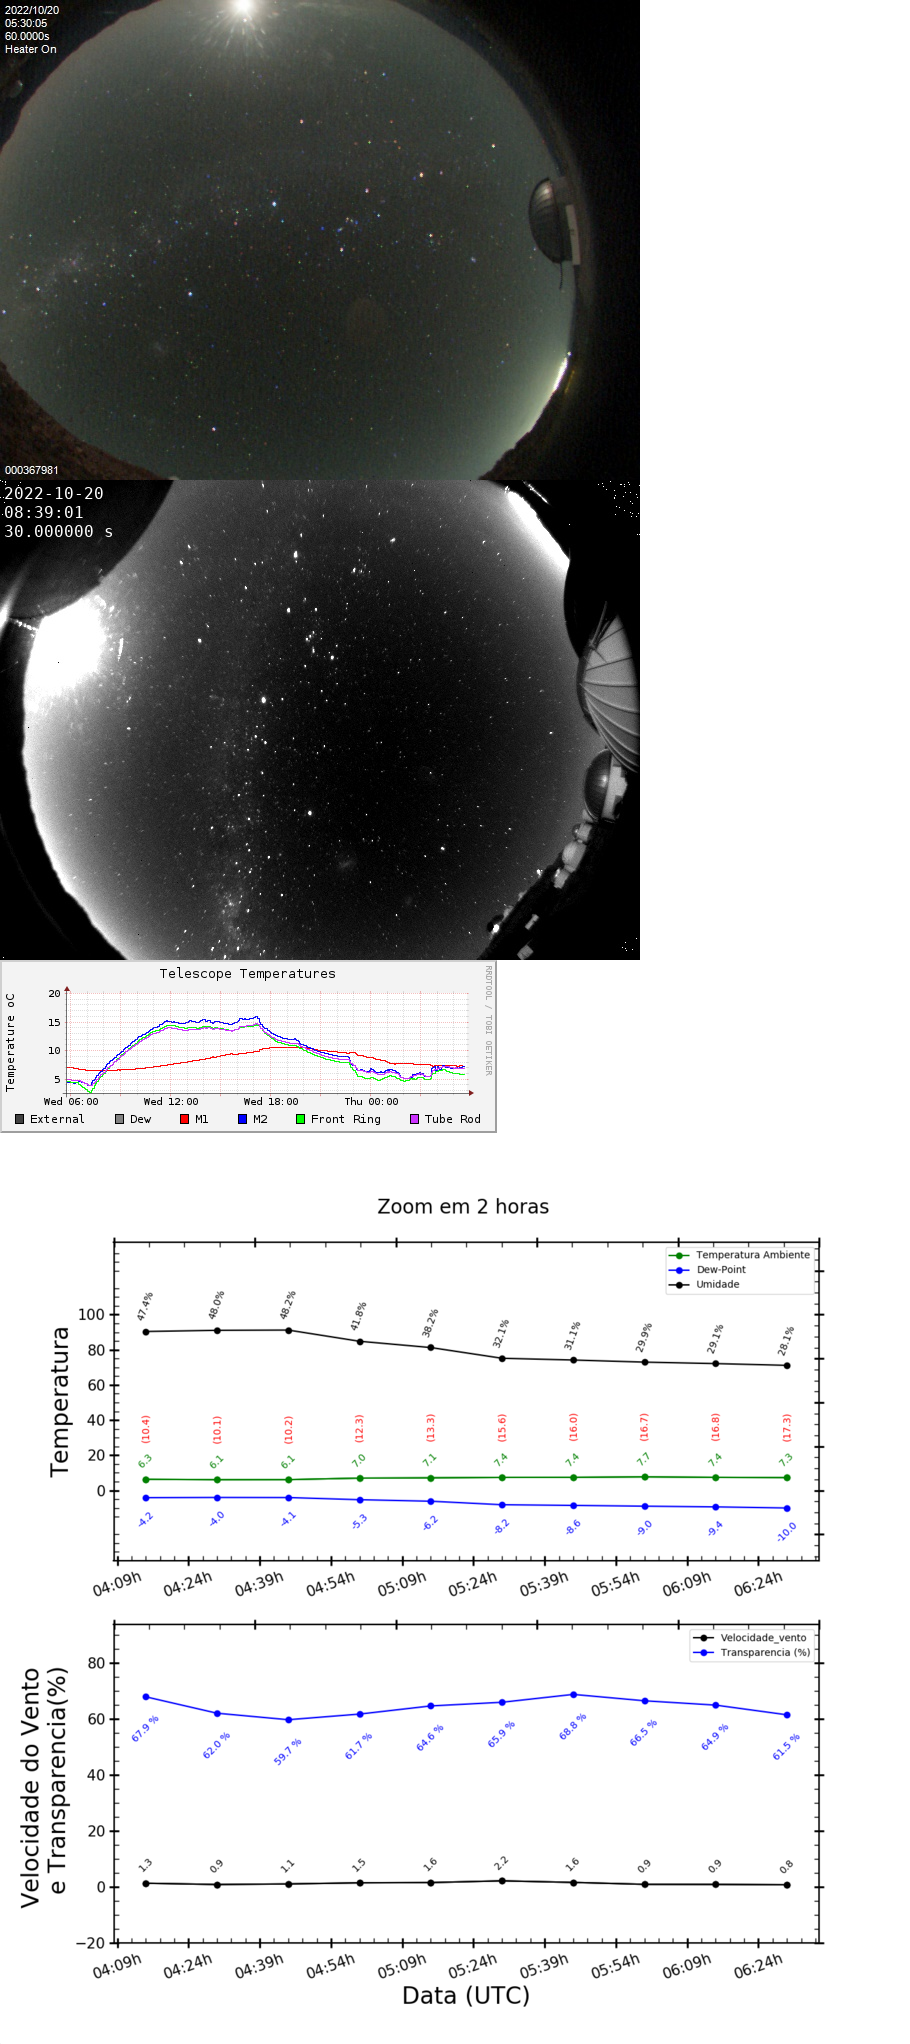 2022/10/20
05:30:05
60.0000s
Heater On
000367981
2022-10-20
08:39:01
30.000000 s
Telescope Temperatures
RRDTOOL / TOBI OETIKER
Temperature oC
20
15
10
5
Wed 06:00 Wed 12:00 Wed 18:00 Thu 00:00
External Dew M1 M2 Front Ring Tube Rod
Zoom em 2 horas
Temperatura Ambiente
Dew-Point
Umidade
Temperatura
100
80
60
40
20
0
47.4% 48.0% 48.2% 41.8% 38.2% 32.1% 31.1% 29.9% 29.1% 28.1%
(10.4) (10.1) (10.2) (12.3) (13.3) (15.6) (16.0) (16.7) (16.8) (17.3)
6.3 6.1 6.1 7.0 7.1 7.4 7.4 7.7 7.4 7.3
-4.2 -4.0 -4.1 -5.3 -6.2 -8.2 -8.6 -9.0 -9.4 -10.0
04:09h 04:24h 04:39h 04:54h 05:09h 05:24h 05:39h 05:54h 06:09h 06:24h
Velocidade_vento
Transparencia (%)
Velocidade do Vento
e Transparencia(%)
80
60
40
20
0
−20
67.9 % 62.0 % 59.7 % 61.7 % 64.6 % 65.9 % 68.8 % 66.5 % 64.9 % 61.5 %
1.3 0.9 1.1 1.5 1.6 2.2 1.6 0.9 0.9 0.8
04:09h 04:24h 04:39h 04:54h 05:09h 05:24h 05:39h 05:54h 06:09h 06:24h
Data (UTC)